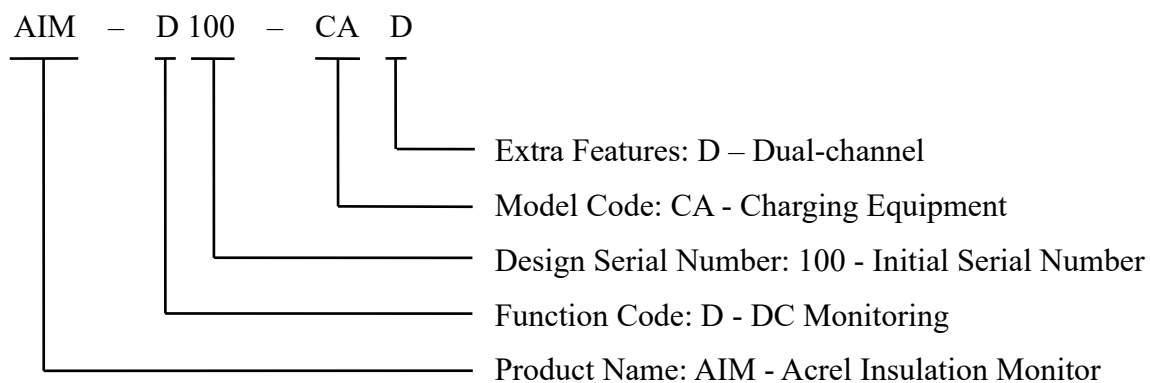 AIM – D 100 – CA D
Extra Features: D – Dual-channel
Model Code: CA - Charging Equipment
Design Serial Number: 100 - Initial Serial Number
Function Code: D - DC Monitoring
Product Name: AIM - Acrel Insulation Monitor